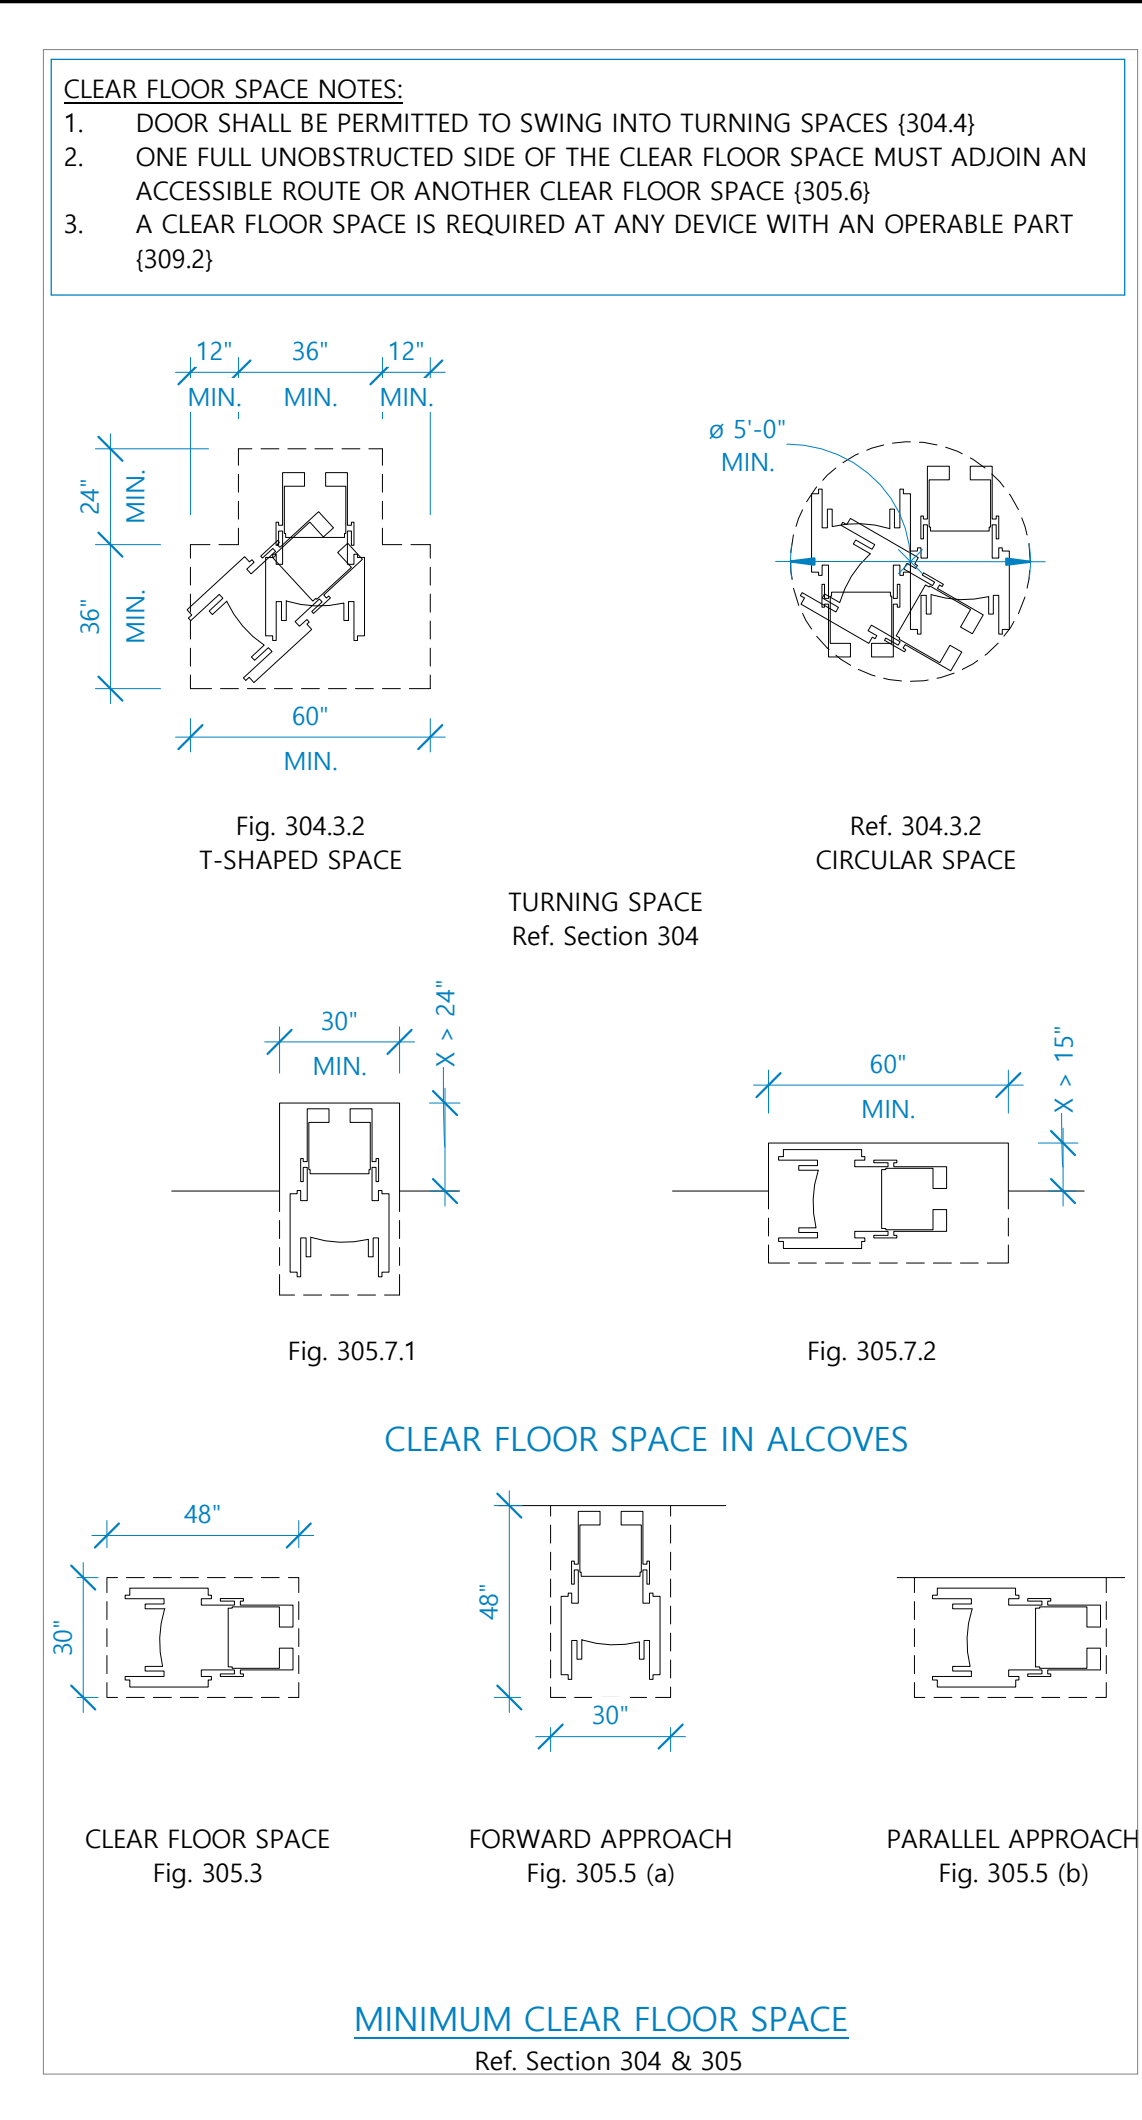 CLEAR FLOOR SPACE NOTES:
1. DOOR SHALL BE PERMITTED TO SWING INTO TURNING SPACES {304.4}
2. ONE FULL UNOBSTRUCTED SIDE OF THE CLEAR FLOOR SPACE MUST ADJOIN AN
ACCESSIBLE ROUTE OR ANOTHER CLEAR FLOOR SPACE {305.6}
3. A CLEAR FLOOR SPACE IS REQUIRED AT ANY DEVICE WITH AN OPERABLE PART
{309.2}
12" 36" 12"
MIN. MIN. MIN.
24" MIN.
36" MIN.
60"
MIN.
ø 5'-0"
MIN.
Fig. 304.3.2
T-SHAPED SPACE
Ref. 304.3.2
CIRCULAR SPACE
TURNING SPACE
Ref. Section 304
30"
MIN.
X > 24"
60"
MIN.
X > 15"
Fig. 305.7.1
Fig. 305.7.2
CLEAR FLOOR SPACE IN ALCOVES
48"
30"
48"
30"
CLEAR FLOOR SPACE
Fig. 305.3
FORWARD APPROACH
Fig. 305.5 (a)
PARALLEL APPROACH
Fig. 305.5 (b)
MINIMUM CLEAR FLOOR SPACE
Ref. Section 304 & 305